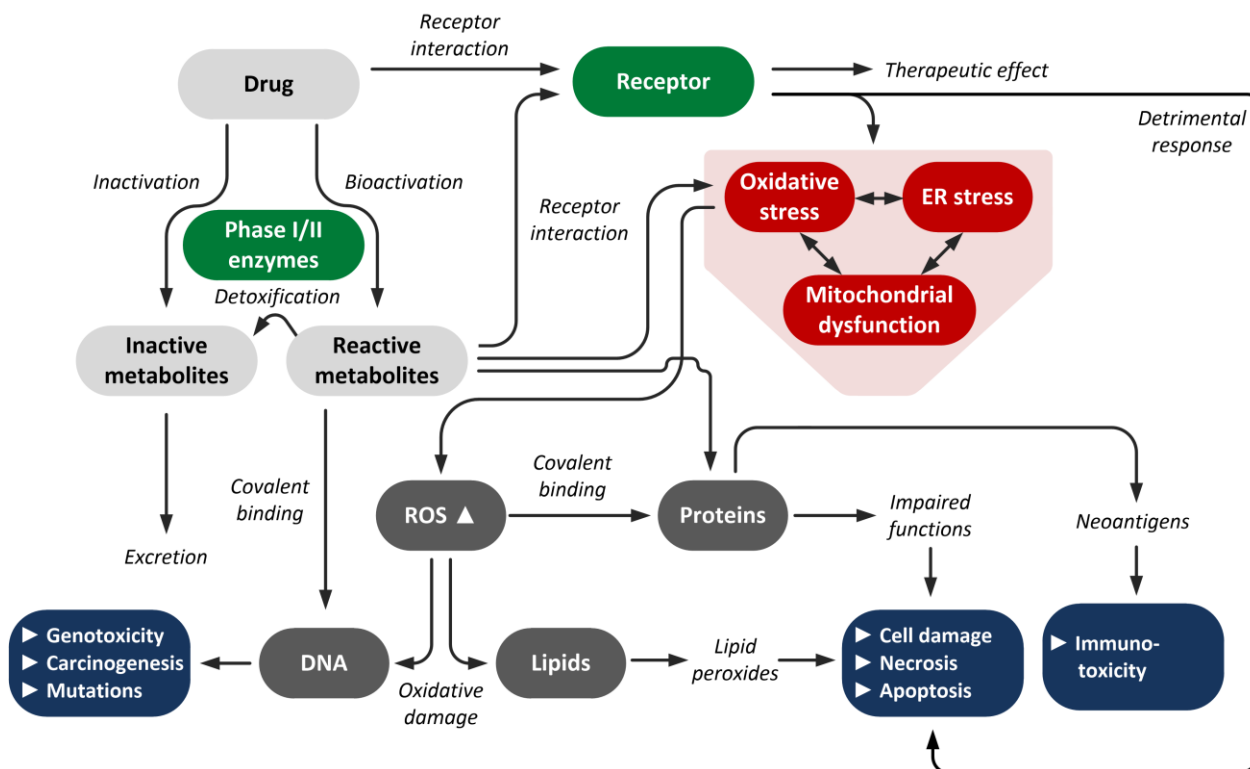 Receptor
interaction
Drug
Receptor
Therapeutic effect
Detrimental
response
Inactivation
Bioactivation
Oxidative
stress
ER stress
Receptor
interaction
Phase I/II
enzymes
Detoxification
Mitochondrial
dysfunction
Inactive
metabolites
Reactive
metabolites
Covalent
binding
Covalent
binding
ROS ▲
Proteins
Impaired
functions
Neoantigens
Excretion
► Genotoxicity
► Carcinogenesis
► Mutations
DNA
Oxidative
damage
Lipids
Lipid
peroxides
► Cell damage
► Necrosis
► Apoptosis
► Immuno-
toxicity